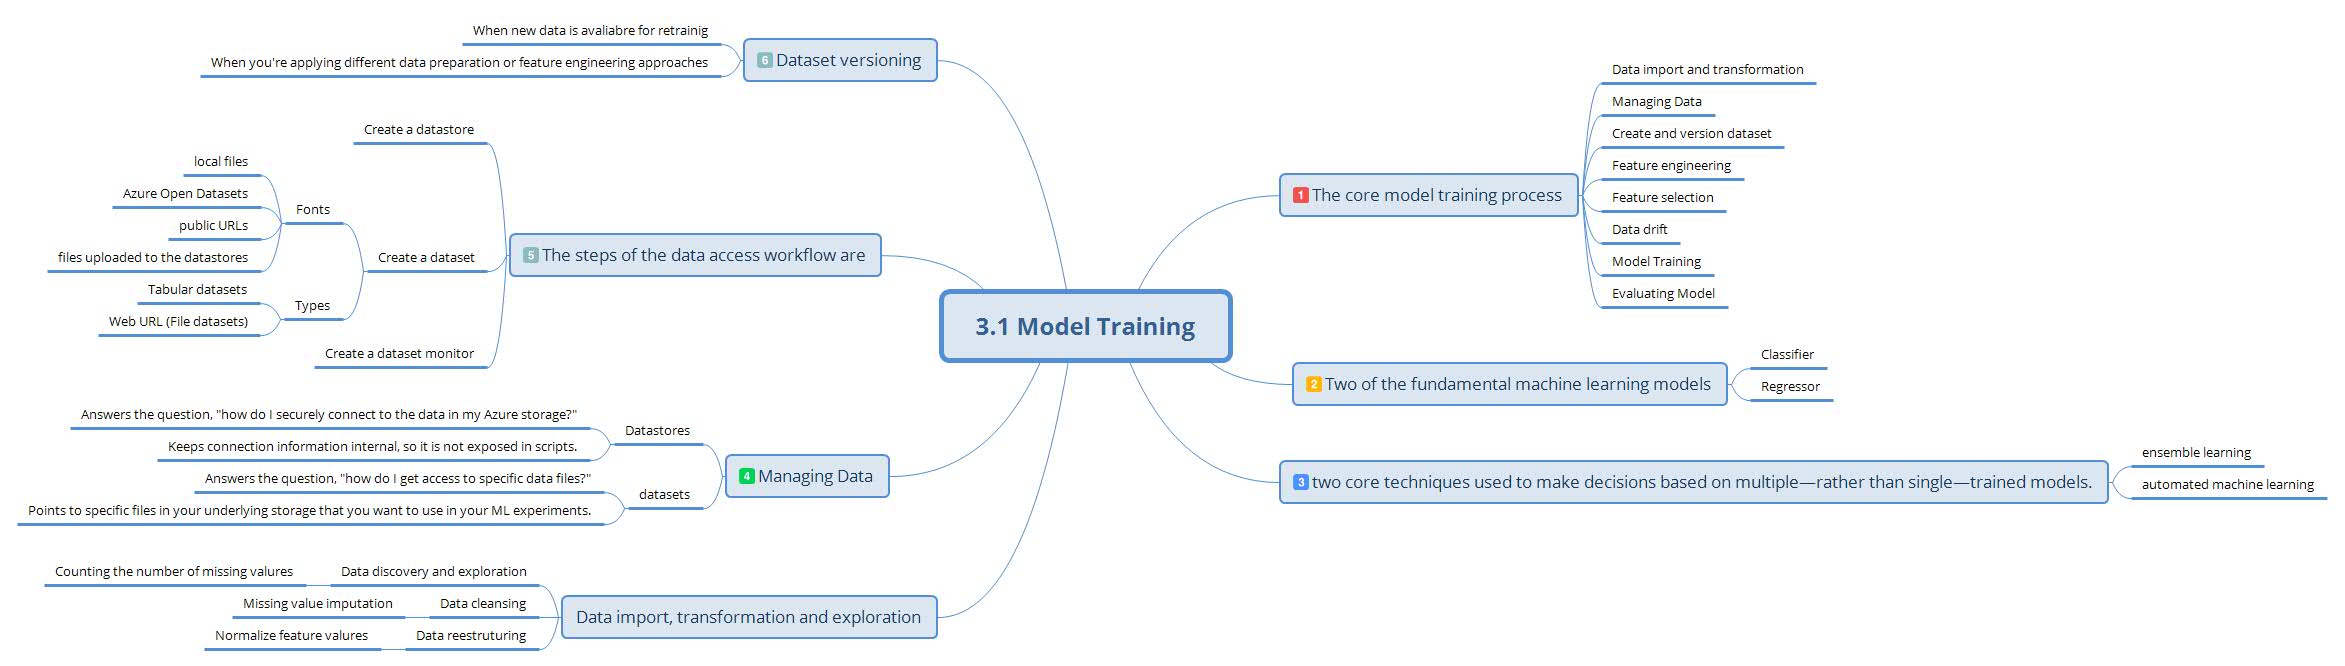 3.1 Model Training
1 The core model training process
Data import and transformation
Managing Data
Create and version dataset
Feature engineering
Feature selection
Data drift
Model Training
Evaluating Model
2 Two of the fundamental machine learning models
Classifier
Regressor
3 two core techniques used to make decisions based on multiple—rather than single—trained models.
ensemble learning
automated machine learning
6 Dataset versioning
When new data is avaliabre for retrainig
When you're applying different data preparation or feature engineering approaches
5 The steps of the data access workflow are
Create a datastore
Create a dataset
Fonts
local files
Azure Open Datasets
public URLs
files uploaded to the datastores
Types
Tabular datasets
Web URL (File datasets)
Create a dataset monitor
4 Managing Data
Datastores
Answers the question, "how do I securely connect to the data in my Azure storage?"
Keeps connection information internal, so it is not exposed in scripts.
datasets
Answers the question, "how do I get access to specific data files?"
Points to specific files in your underlying storage that you want to use in your ML experiments.
Data import, transformation and exploration
Data discovery and exploration
Counting the number of missing valures
Data cleansing
Missing value imputation
Data reestruturing
Normalize feature values